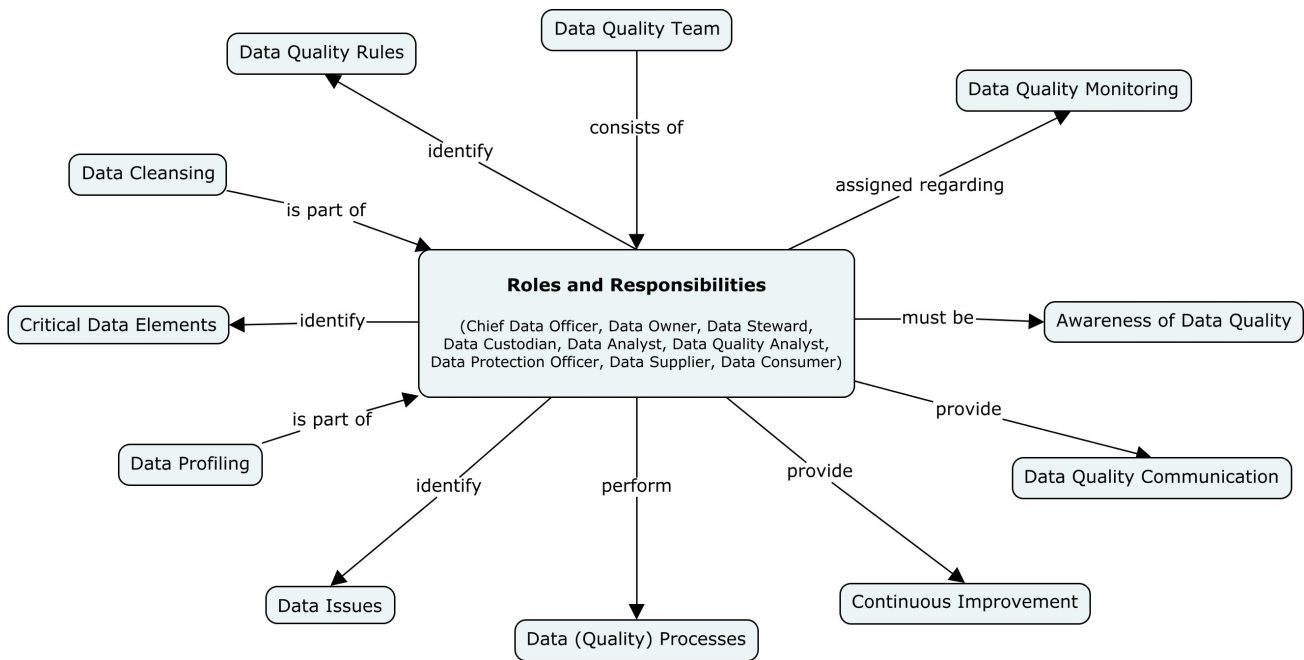 Data Quality Team
Data Quality Rules
Data Quality Monitoring
consists of
identify
Data Cleansing
assigned regarding
is part of
Roles and Responsibilities
(Chief Data Officer, Data Owner, Data Steward,
Data Custodian, Data Analyst, Data Quality Analyst,
Data Protection Officer, Data Supplier, Data Consumer)
Critical Data Elements
identify
must be
Awareness of Data Quality
is part of
provide
Data Profiling
Data Quality Communication
identify
perform
provide
Data Issues
Continuous Improvement
Data (Quality) Processes